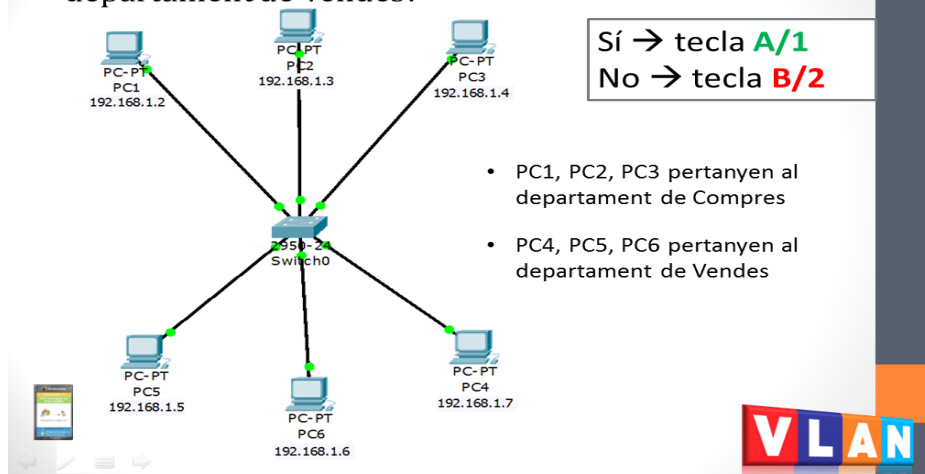 departament de vendes?
Sí → tecla A/1
No → tecla B/2
PC-PT
PC1
192.168.1.2
PC-PT
PC2
192.168.1.3
PC-PT
PC3
192.168.1.4
• PC1, PC2, PC3 pertanyen al
departament de Compres
• PC4, PC5, PC6 pertanyen al
departament de Vendes
2950-24
Switch0
PC-PT
PC5
192.168.1.5
PC-PT
PC6
192.168.1.6
PC-PT
PC4
192.168.1.7
VLAN